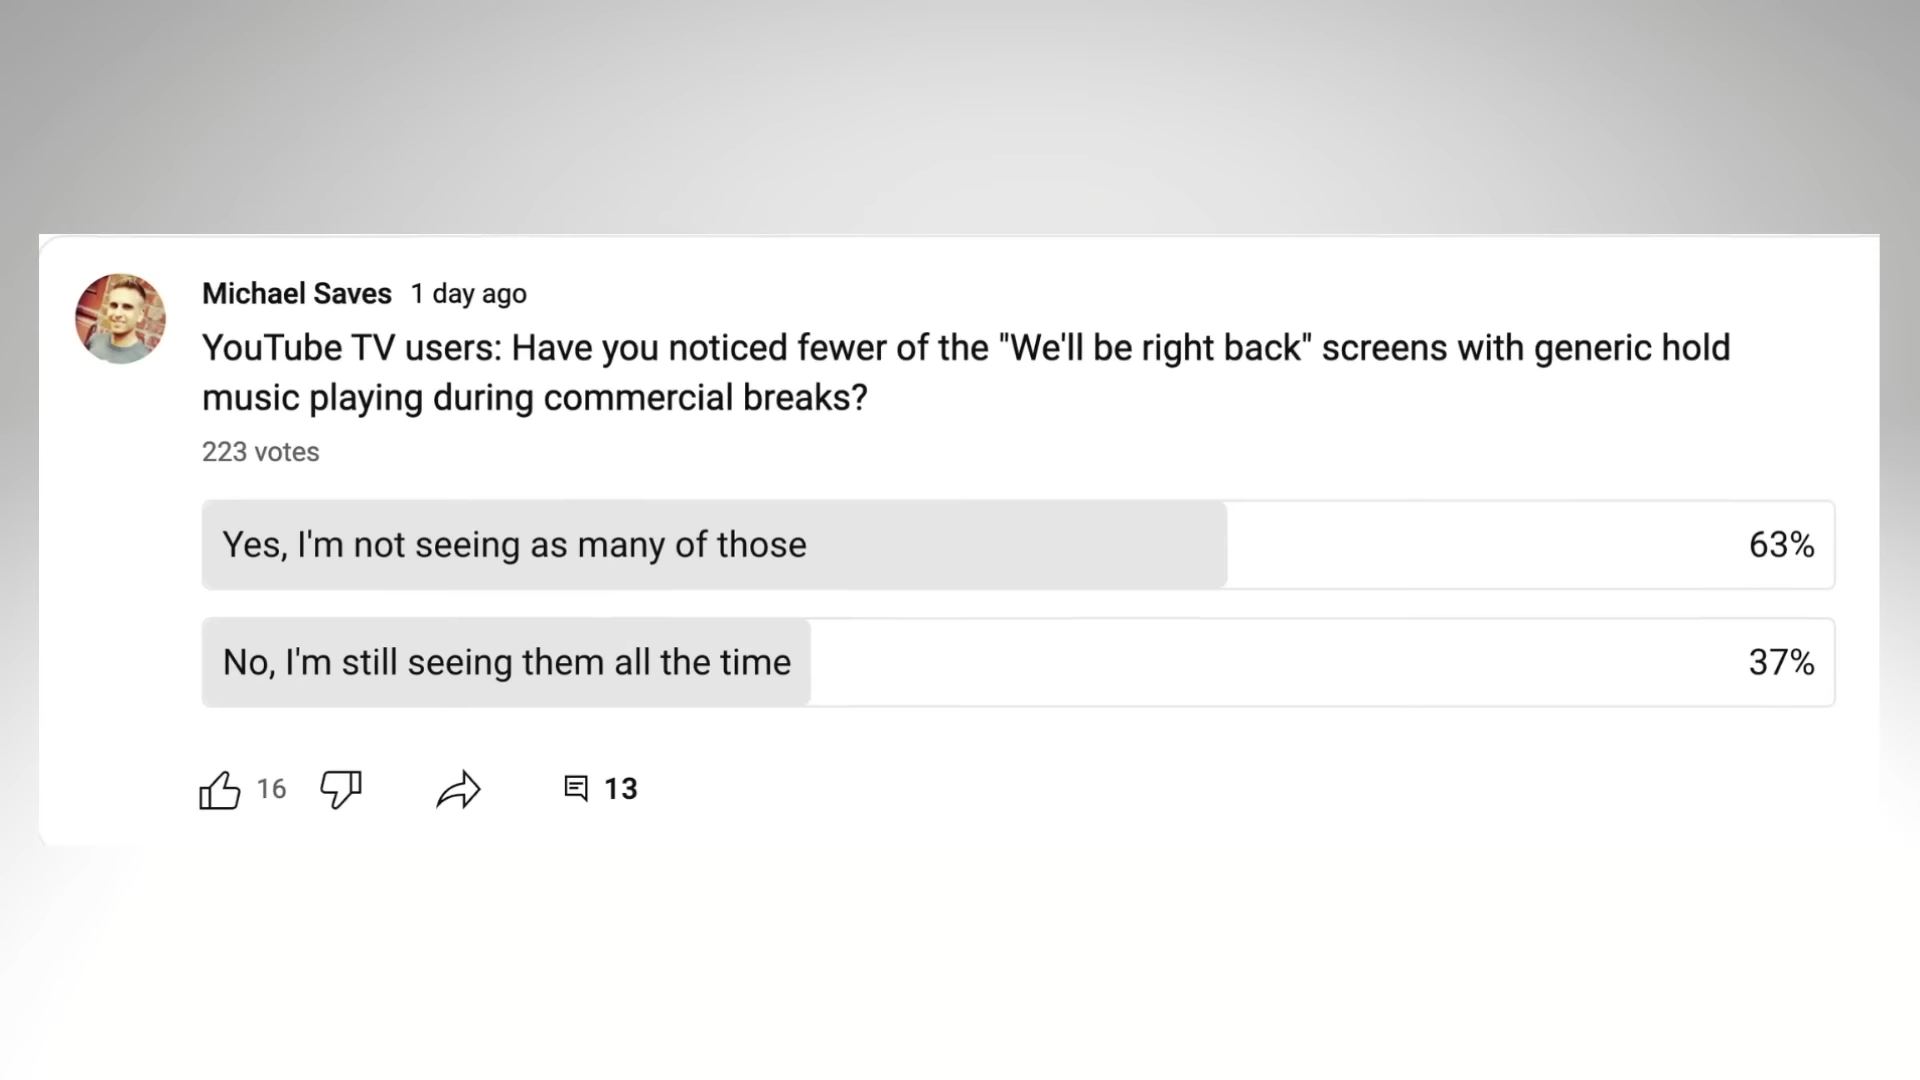 Michael Saves 1 day ago
YouTube TV users: Have you noticed fewer of the "We'll be right back" screens with generic hold
music playing during commercial breaks?
223 votes
Yes, I'm not seeing as many of those 63%
No, I'm still seeing them all the time 37%
16 13